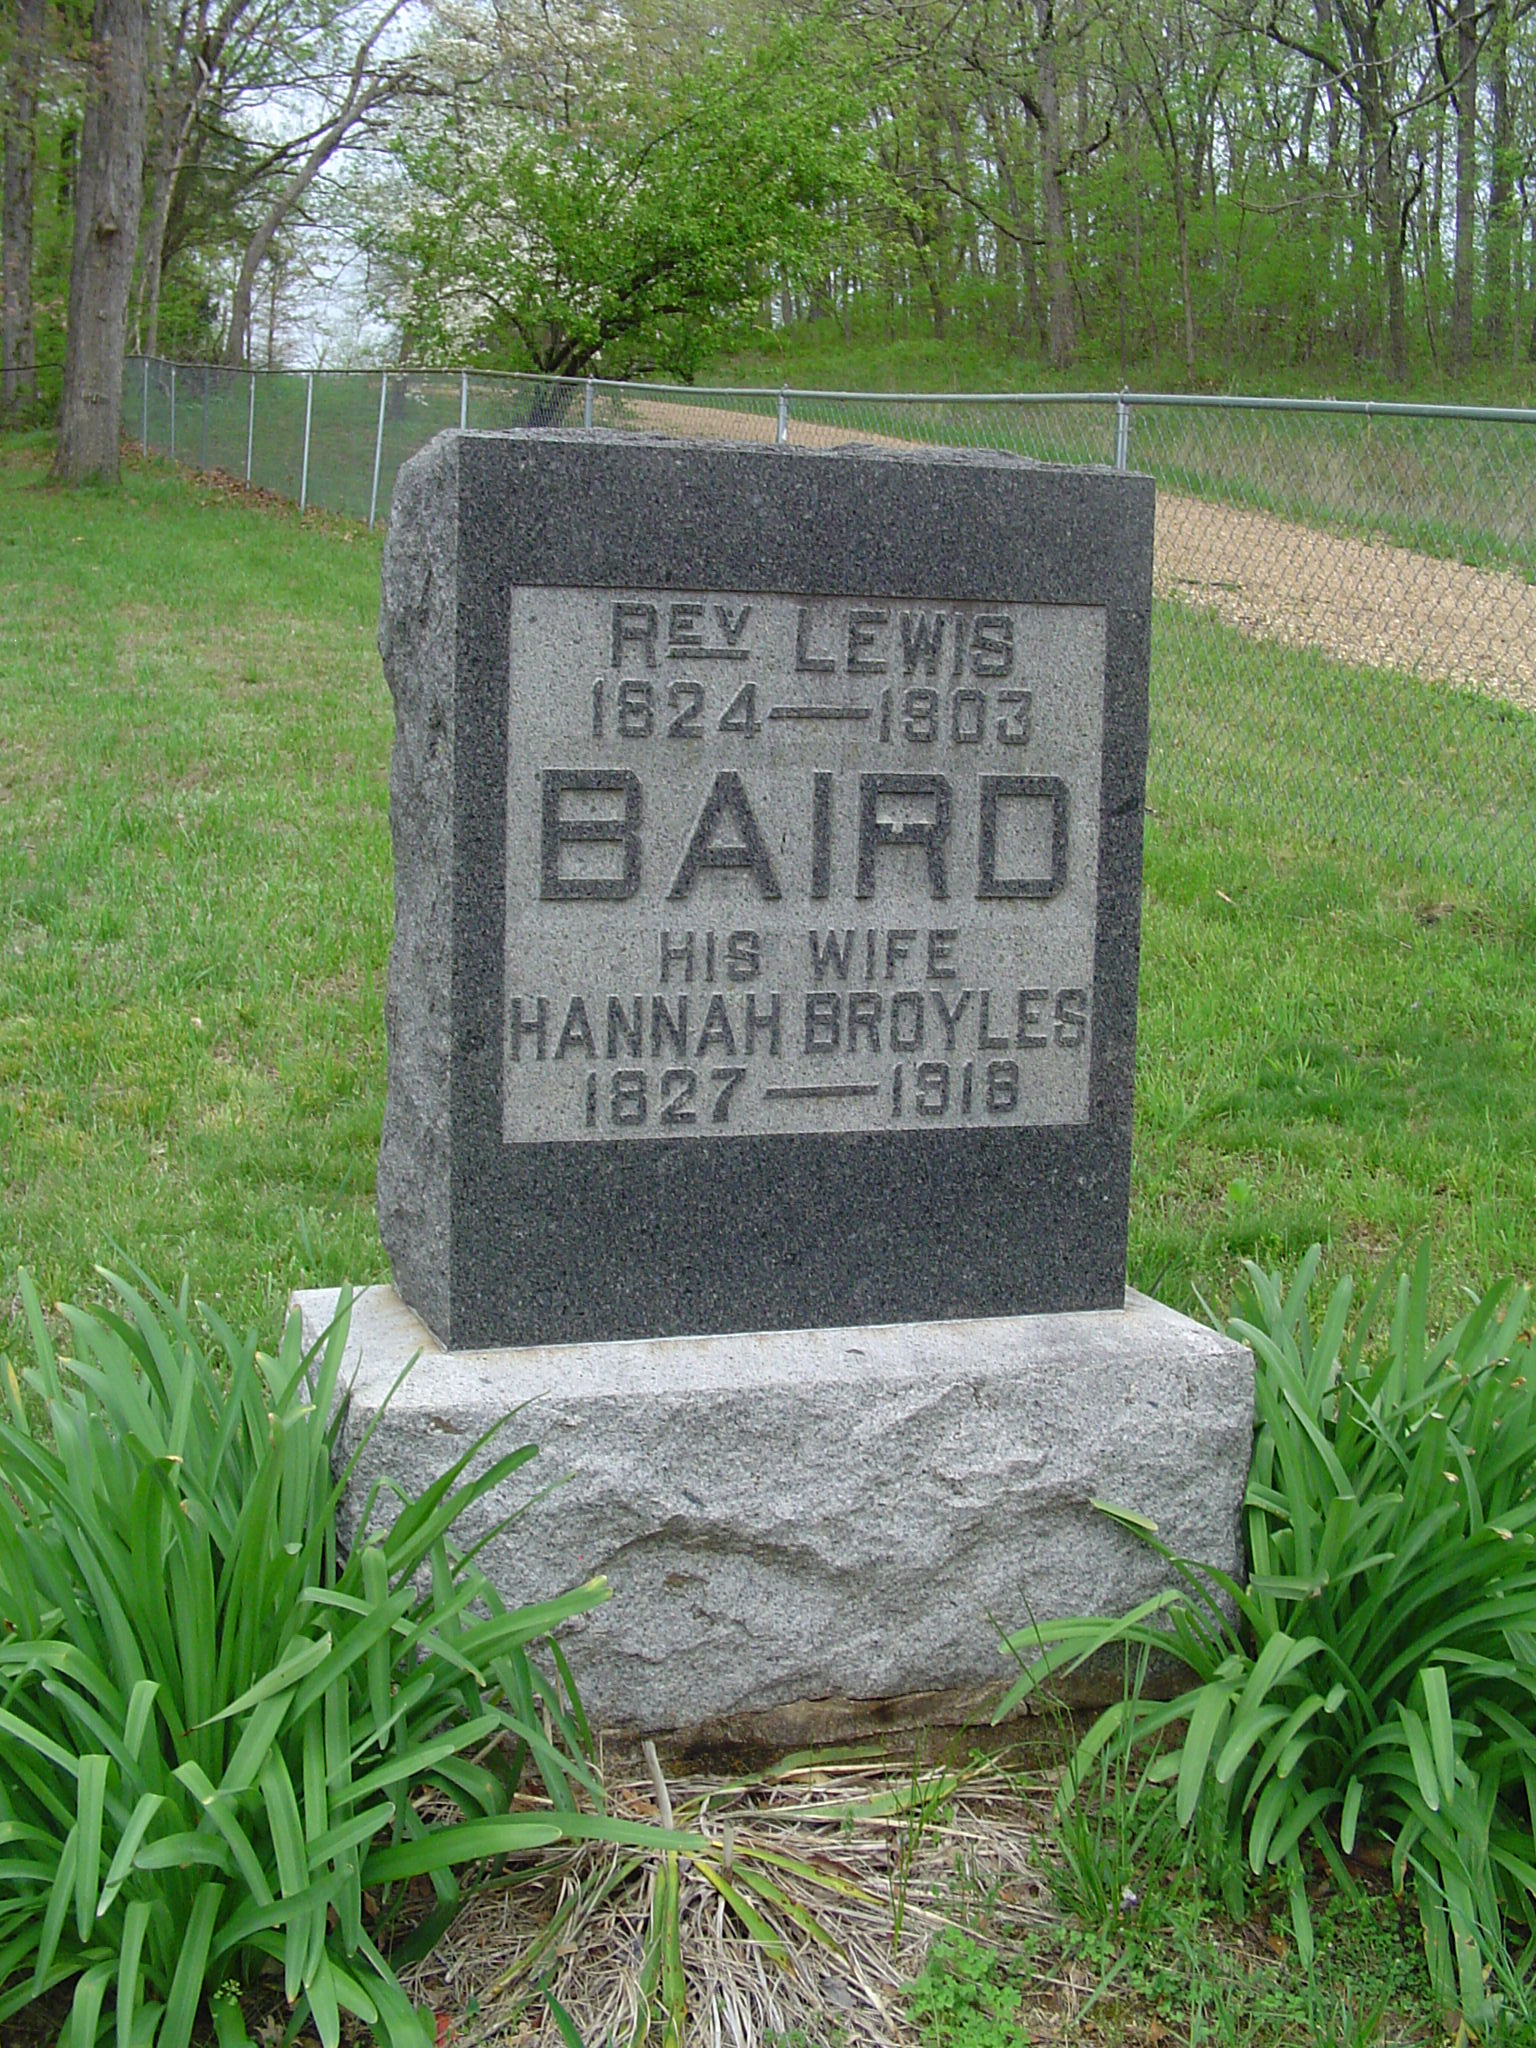 REV LEWIS
1824—1903
BAIRD
HIS WIFE
HANNAH BROYLES
1827—1918